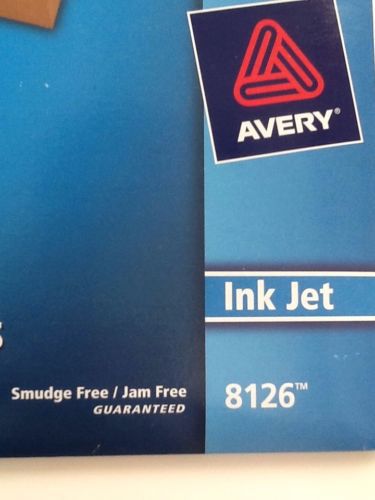 AVERY®
Ink Jet
Smudge Free / Jam Free
GUARANTEED
8126™